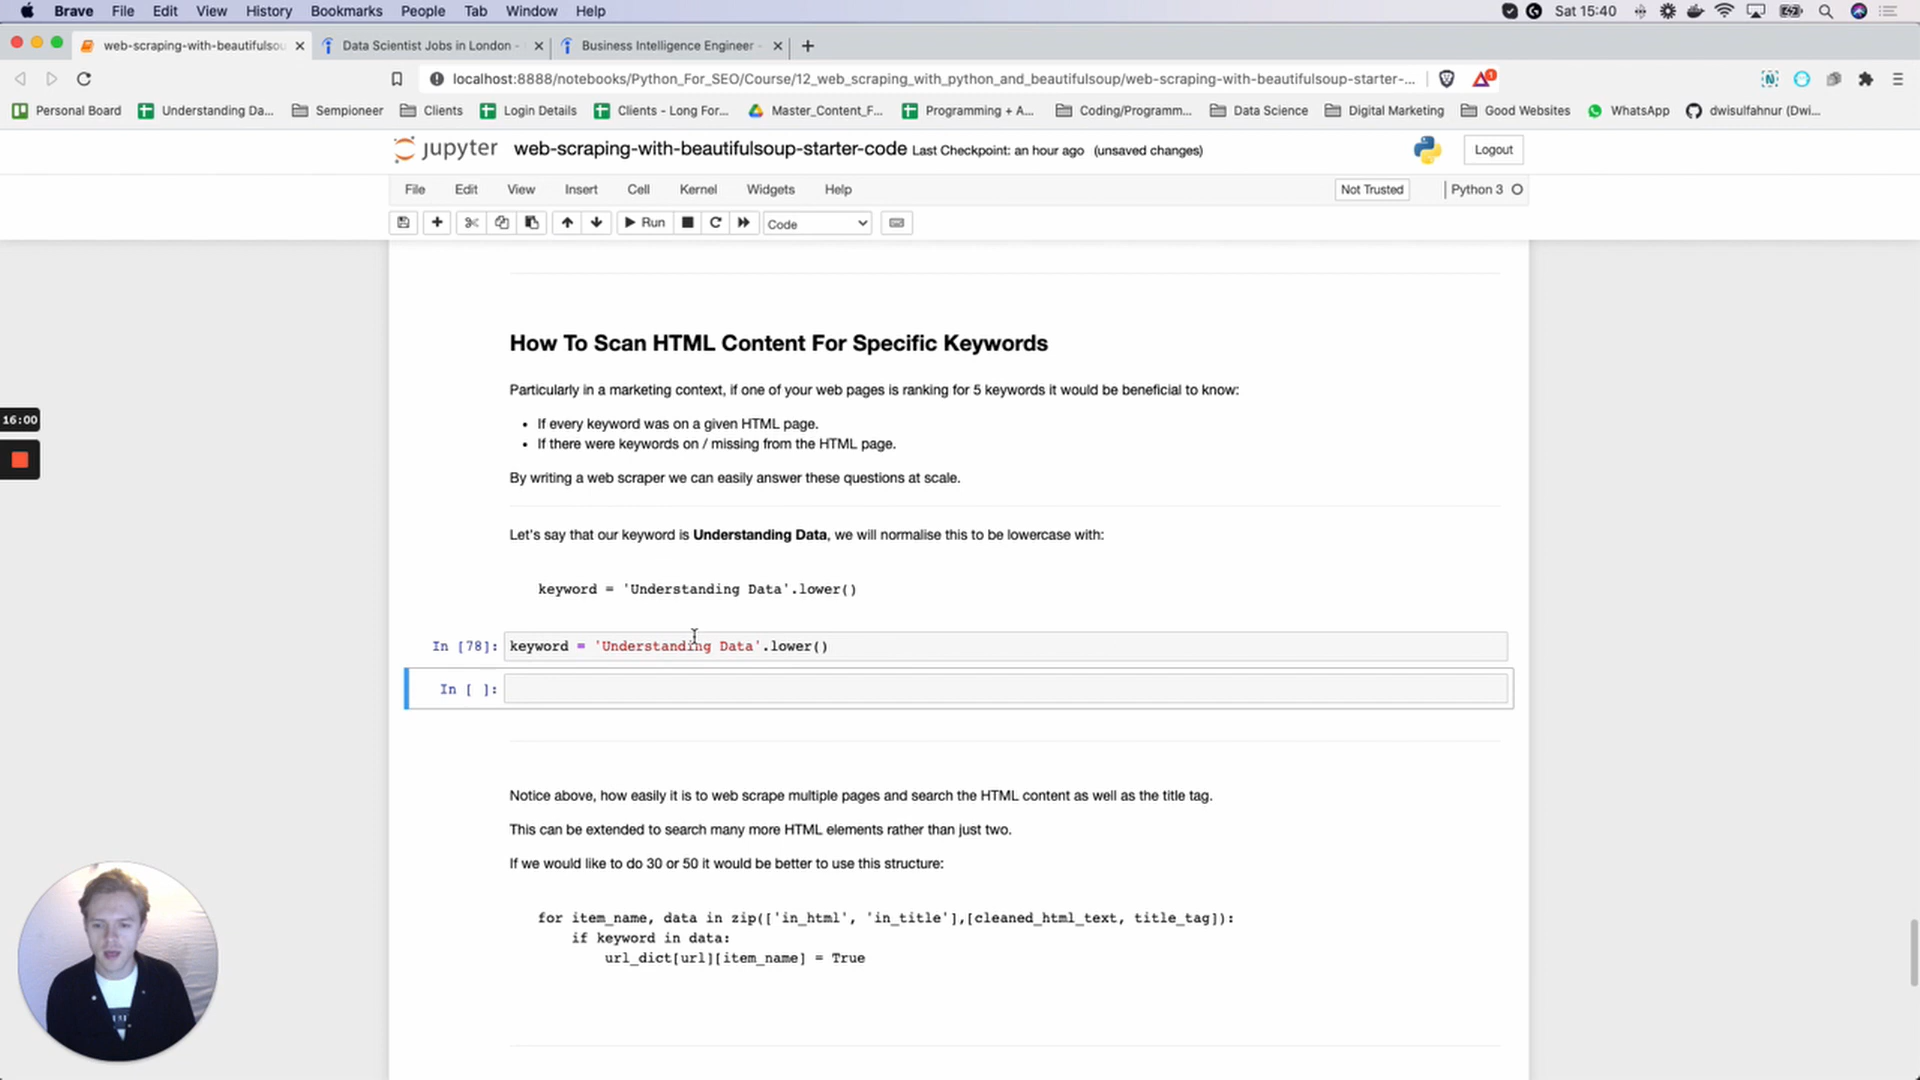 Brave File Edit View History Bookmarks People Tab Window Help Sat 15:40
web-scraping-with-beautifulsou Data Scientist Jobs in London - Business Intelligence Engineer -
localhost:8888/notebooks/Python_For_SEO/Course/12_web_scraping_with_python_and_beautifulsoup/web-scraping-with-beautifulsoup-starter-... 1
Personal Board Understanding Da... Sempioneer Clients Login Details Clients - Long For... Master_Content_F... Programming + A... Coding/Programm... Data Science Digital Marketing Good Websites WhatsApp dwisulfahnur (Dwi...
jupyter web-scraping-with-beautifulsoup-starter-code Last Checkpoint: an hour ago (unsaved changes) Logout
File Edit View Insert Cell Kernel Widgets Help Not Trusted Python 3
Run Code
How To Scan HTML Content For Specific Keywords
Particularly in a marketing context, if one of your web pages is ranking for 5 keywords it would be beneficial to know:
16:00
• If every keyword was on a given HTML page.
• If there were keywords on / missing from the HTML page.
By writing a web scraper we can easily answer these questions at scale.
Let's say that our keyword is Understanding Data, we will normalise this to be lowercase with:
keyword = 'Understanding Data'.lower()
In [78]: keyword = 'Understanding Data'.lower()
In [ ]:
Notice above, how easily it is to web scrape multiple pages and search the HTML content as well as the title tag.
This can be extended to search many more HTML elements rather than just two.
If we would like to do 30 or 50 it would be better to use this structure:
for item_name, data in zip(['in_html', 'in_title'],[cleaned_html_text, title_tag]):
if keyword in data:
url_dict[url][item_name] = True